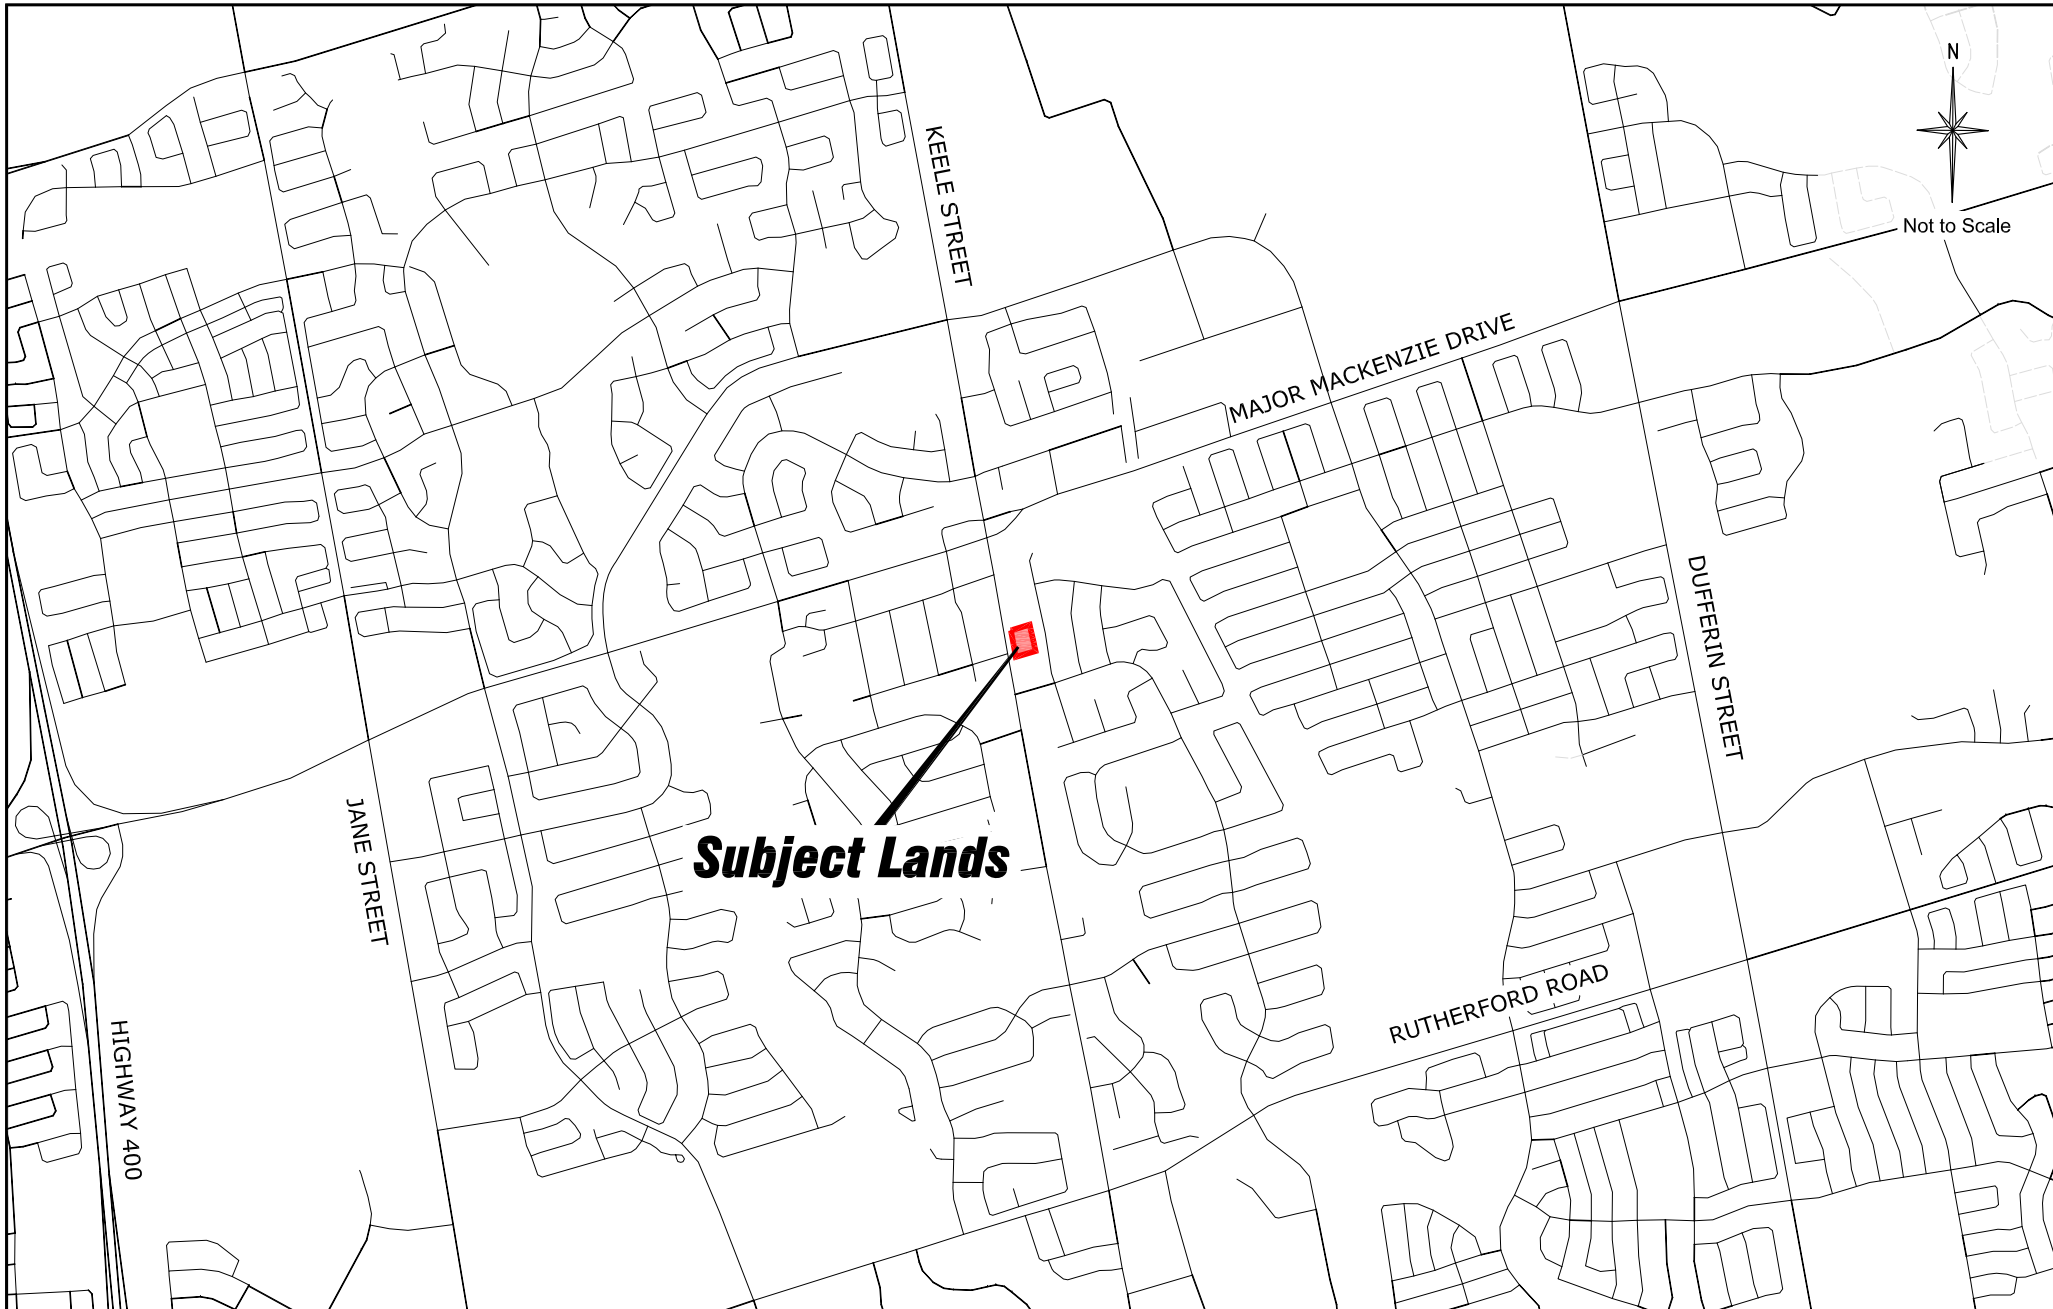 N
Not to Scale
KEELE STREET
MAJOR MACKENZIE DRIVE
DUFFERIN STREET
JANE STREET
Subject Lands
RUTHERFORD ROAD
HIGHWAY 400